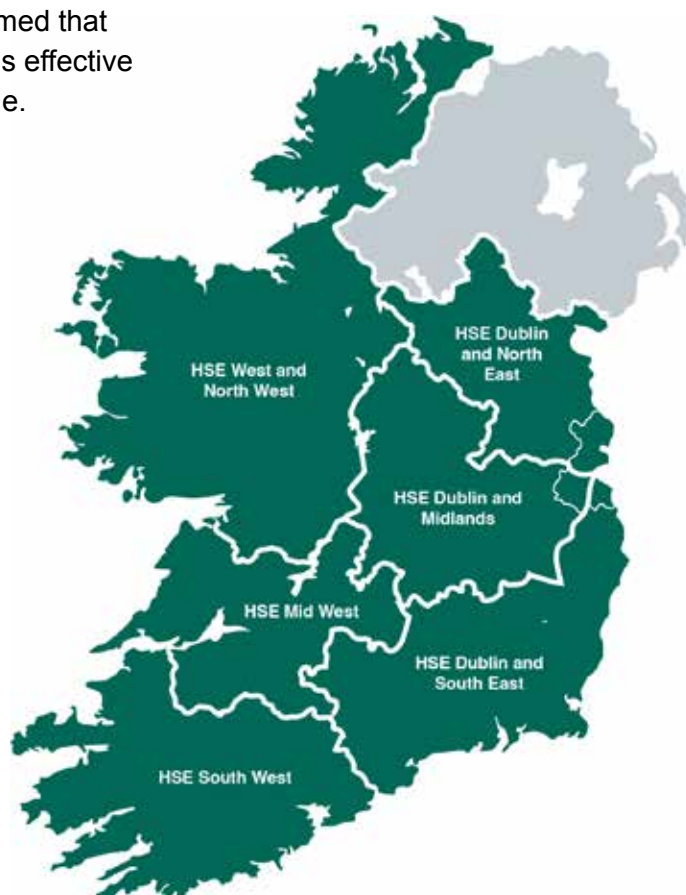 med that
s effective
e.
HSE Dublin
and North
East
HSE West and
North West
HSE Dublin and
Midlands
HSE Mid West
HSE Dublin and
South East
HSE South West